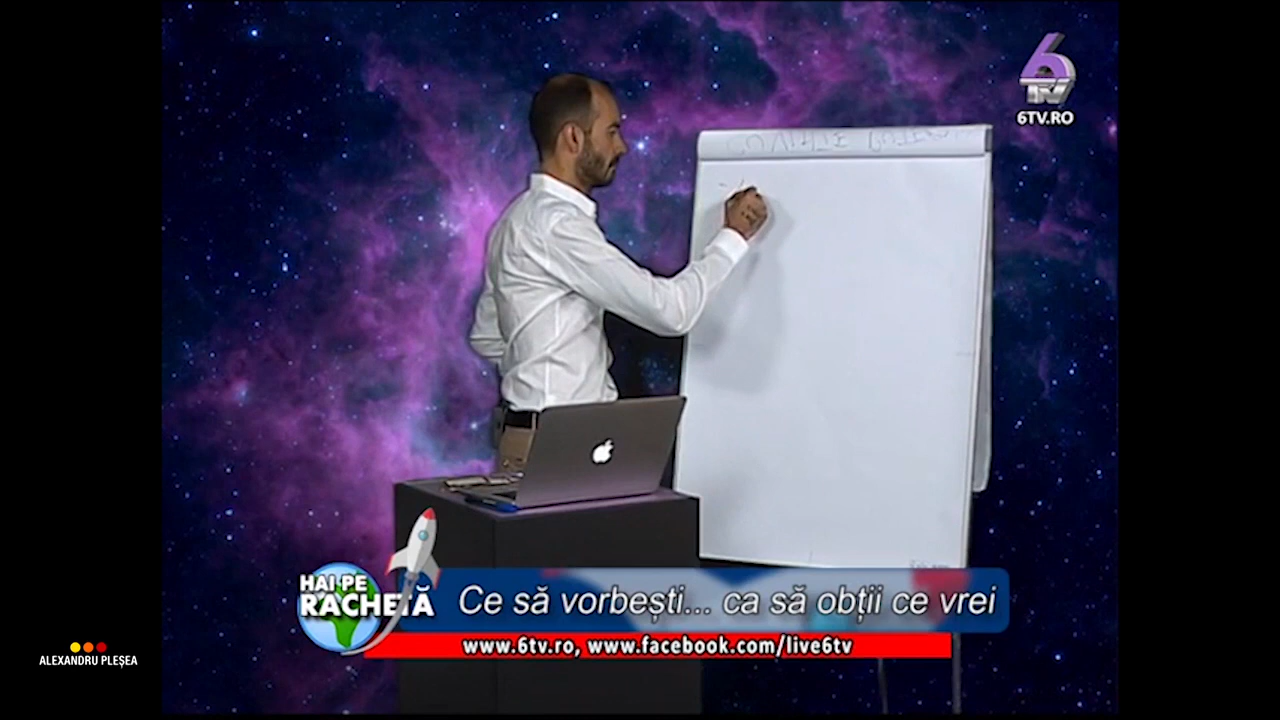 6TV
6TV.RO
HAI PE
RACHETĂ
Ce să vorbești... ca să obții ce vrei
www.6tv.ro, www.facebook.com/live6tv
ALEXANDRU PLEȘEA